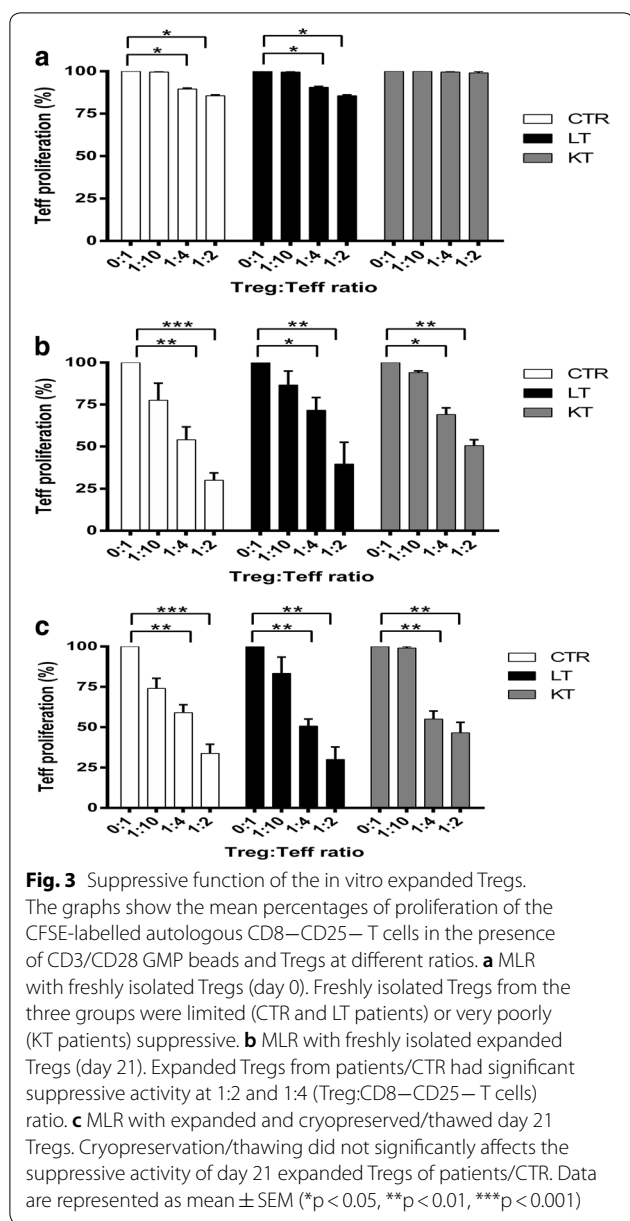 a
* *
* *
Teff proliferation (%)
100
75
50
25
0
0:1 1:10 1:4 1:2 0:1 1:10 1:4 1:2 0:1 1:10 1:4 1:2
Treg:Teff ratio
CTR
LT
KT
b
*** ** **
** * *
Teff proliferation (%)
100
75
50
25
0
0:1 1:10 1:4 1:2 0:1 1:10 1:4 1:2 0:1 1:10 1:4 1:2
Treg:Teff ratio
CTR
LT
KT
c
*** ** **
** ** **
Teff proliferation (%)
100
75
50
25
0
0:1 1:10 1:4 1:2 0:1 1:10 1:4 1:2 0:1 1:10 1:4 1:2
Treg:Teff ratio
CTR
LT
KT
Fig. 3 Suppressive function of the in vitro expanded Tregs.
The graphs show the mean percentages of proliferation of the
CFSE-labelled autologous CD8−CD25− T cells in the presence
of CD3/CD28 GMP beads and Tregs at different ratios. a MLR
with freshly isolated Tregs (day 0). Freshly isolated Tregs from the
three groups were limited (CTR and LT patients) or very poorly
(KT patients) suppressive. b MLR with freshly isolated expanded
Tregs (day 21). Expanded Tregs from patients/CTR had significant
suppressive activity at 1:2 and 1:4 (Treg:CD8−CD25− T cells)
ratio. c MLR with expanded and cryopreserved/thawed day 21
Tregs. Cryopreservation/thawing did not significantly affects the
suppressive activity of day 21 expanded Tregs of patients/CTR. Data
are represented as mean ± SEM (*p < 0.05, **p < 0.01, ***p < 0.001)